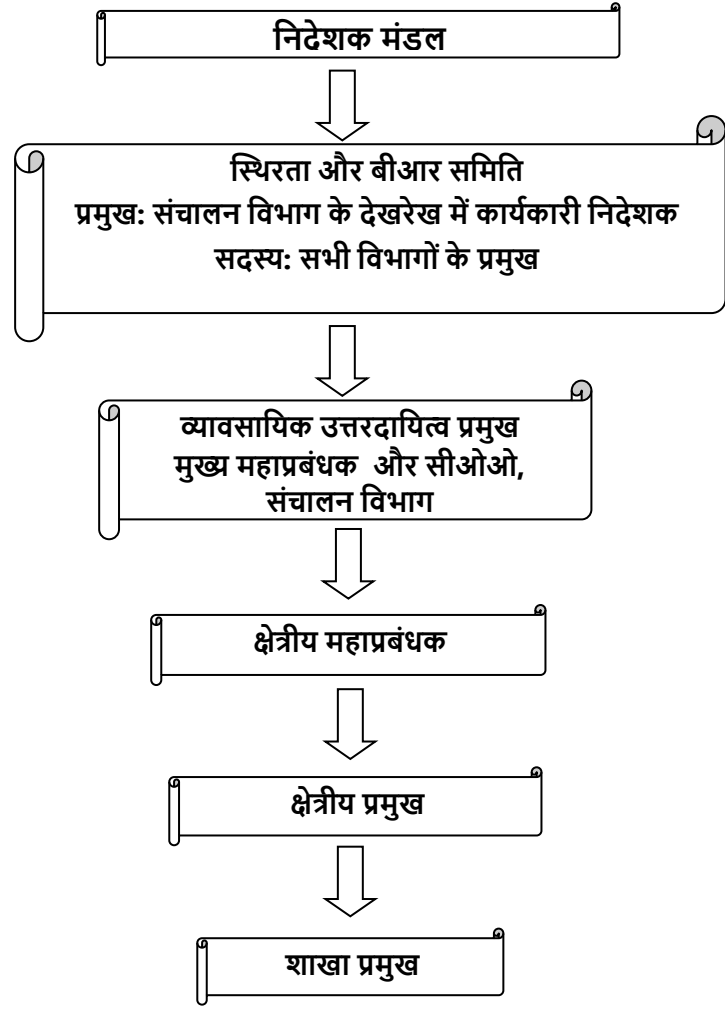 निदेशक मंडल
स्थिरता और बीआर समिति
प्रमुख: संचालन विभाग के देखरेख में कार्यकारी निदेशक
सदस्य: सभी विभागों के प्रमुख
व्यावसायिक उत्तरदायित्व प्रमुख
मुख्य महाप्रबंधक और सीओओ,
संचालन विभाग
क्षेत्रीय महाप्रबंधक
क्षेत्रीय प्रमुख
शाखा प्रमुख